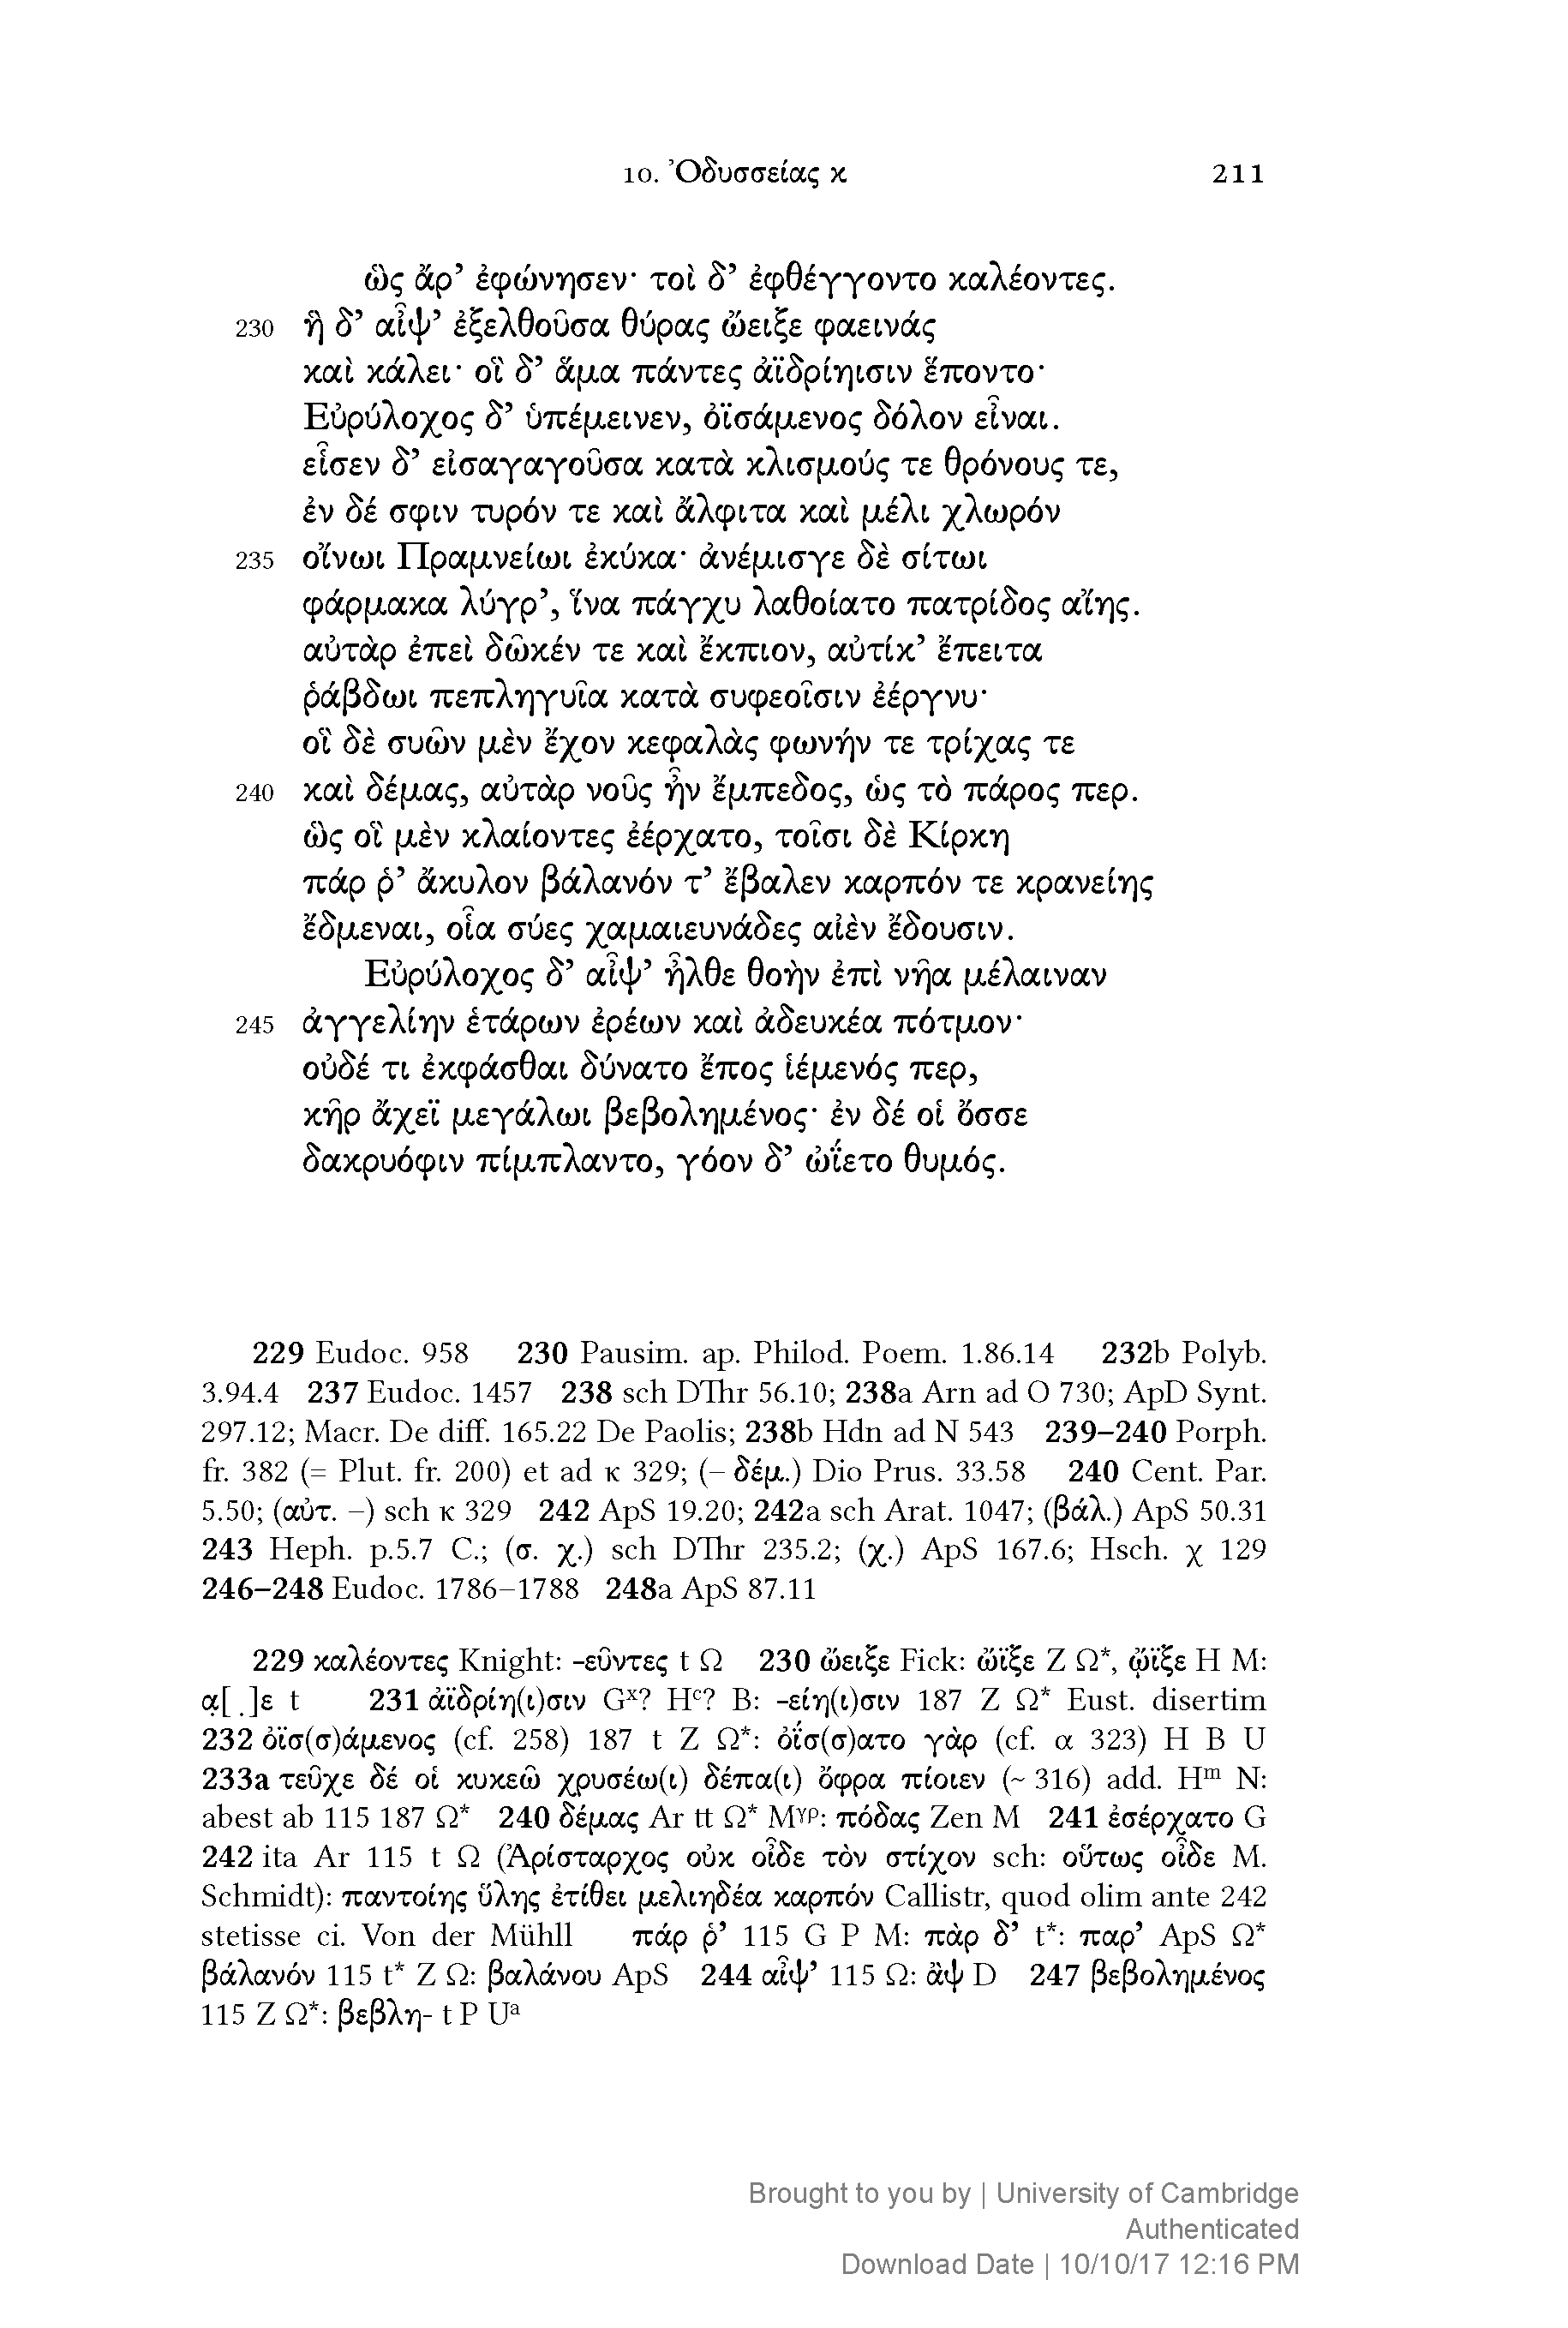 10. Ὀδυσσείας κ 211
ὣς ἄρ’ ἐφώνησεν· τοὶ δ’ ἐφθέγγοντο καλέοντες.
230 ἣ δ’ αἶψ’ ἐξελθοῦσα θύρας ὤειξε φαεινάς
καὶ κάλει· οἳ δ’ ἅμα πάντες ἀϊδρίηισιν ἕποντο·
Εὐρύλοχος δ’ ὑπέμεινεν, ὀϊσάμενος δόλον εἶναι.
εἷσεν δ’ εἰσαγαγοῦσα κατὰ κλισμούς τε θρόνους τε,
ἐν δέ σφιν τυρόν τε καὶ ἄλφιτα καὶ μέλι χλωρόν
235 οἴνωι Πραμνείωι ἐκύκα· ἀνέμισγε δὲ σίτωι
φάρμακα λύγρ’, ἵνα πάγχυ λαθοίατο πατρίδος αἴης.
αὐτὰρ ἐπεὶ δῶκέν τε καὶ ἔκπιον, αὐτίκ’ ἔπειτα
ῥάβδωι πεπληγυῖα κατὰ συφεοῖσιν ἐέργνυ·
οἳ δὲ συῶν μὲν ἔχον κεφαλὰς φωνήν τε τρίχας τε
240 καὶ δέμας, αὐτὰρ νοῦς ἦν ἔμπεδος, ὡς τὸ πάρος περ.
ὣς οἳ μὲν κλαίοντες ἐέρχατο, τοῖσι δὲ Κίρκη
πάρ ῥ’ ἄκυλον βάλανόν τ’ ἔβαλεν καρπόν τε κρανείης
ἔδμεναι, οἷα σύες χαμαιευνάδες αἰὲν ἔδουσιν.
Εὐρύλοχος δ’ αἶψ’ ἦλθε θοὴν ἐπὶ νῆα μέλαιναν
245 ἀγγελίην ἑτάρων ἐρέων καὶ ἀδευκέα πότμον·
οὐδέ τι ἐκφάσθαι δύνατο ἔπος ἱέμενός περ,
κῆρ ἄχεϊ μεγάλωι βεβολημένος· ἐν δέ οἱ ὄσσε
δακρυόφιν πίμπλαντο, γόον δ’ ὠΐετο θυμός.
229 Eudoc. 958 230 Pausim. ap. Philod. Poem. 1.86.14 232b Polyb.
3.94.4 237 Eudoc. 1457 238 sch DThr 56.10; 238a Arn ad O 730; ApD Synt.
297.12; Macr. De diff. 165.22 De Paolis; 238b Hdn ad N 543 239–240 Porph.
fr. 382 (= Plut. fr. 200) et ad κ 329; (– δέμ.) Dio Prus. 33.58 240 Cent. Par.
5.50; (αὐτ. –) sch κ 329 242 ApS 19.20; 242a sch Arat. 1047; (βάλ.) ApS 50.31
243 Heph. p.5.7 C.; (σ. χ.) sch DThr 235.2; (χ.) ApS 167.6; Hsch. χ 129
246–248 Eudoc. 1786–1788 248a ApS 87.11
229 καλέοντες Knight: -εῦντες t Ω 230 ὤειξε Fick: ὤϊξε Z Ω*, ᾤϊξε H M:
α̣[ ̣]ε t 231 ἀϊδρίη(ι)σιν Gˣ? Hᶜ? B: -είη(ι)σιν 187 Z Ω* Eust. disertim
232 ὀϊσ(σ)άμενος (cf. 258) 187 t Z Ω*: ὀΐσ(σ)ατο γὰρ (cf. α 323) H B U
233a τεῦχε δέ οἱ κυκεῶ χρυσέω(ι) δέπα(ι) ὄφρα πίοιεν (~ 316) add. Hᵐ N:
abest ab 115 187 Ω* 240 δέμας Ar tt Ω* Mᵞᵖ: πόδας Zen M 241 ἐσέρχατο G
242 ita Ar 115 t Ω (Ἀρίσταρχος οὐκ οἶδε τὸν στίχον sch: οὕτως οἶδε M.
Schmidt): παντοίης ὕλης ἐτίθει μελιηδέα καρπόν Callistr, quod olim ante 242
stetisse ci. Von der Mühll πάρ ῥ’ 115 G P M: πὰρ δ’ t*: παρ’ ApS Ω*
βάλανόν 115 t* Z Ω: βαλάνου ApS 244 αἶψ’ 115 Ω: ἂψ D 247 βεβολημένος
115 Z Ω*: βεβλη- t P Uᵃ
Brought to you by | University of Cambridge
Authenticated
Download Date | 10/10/17 12:16 PM